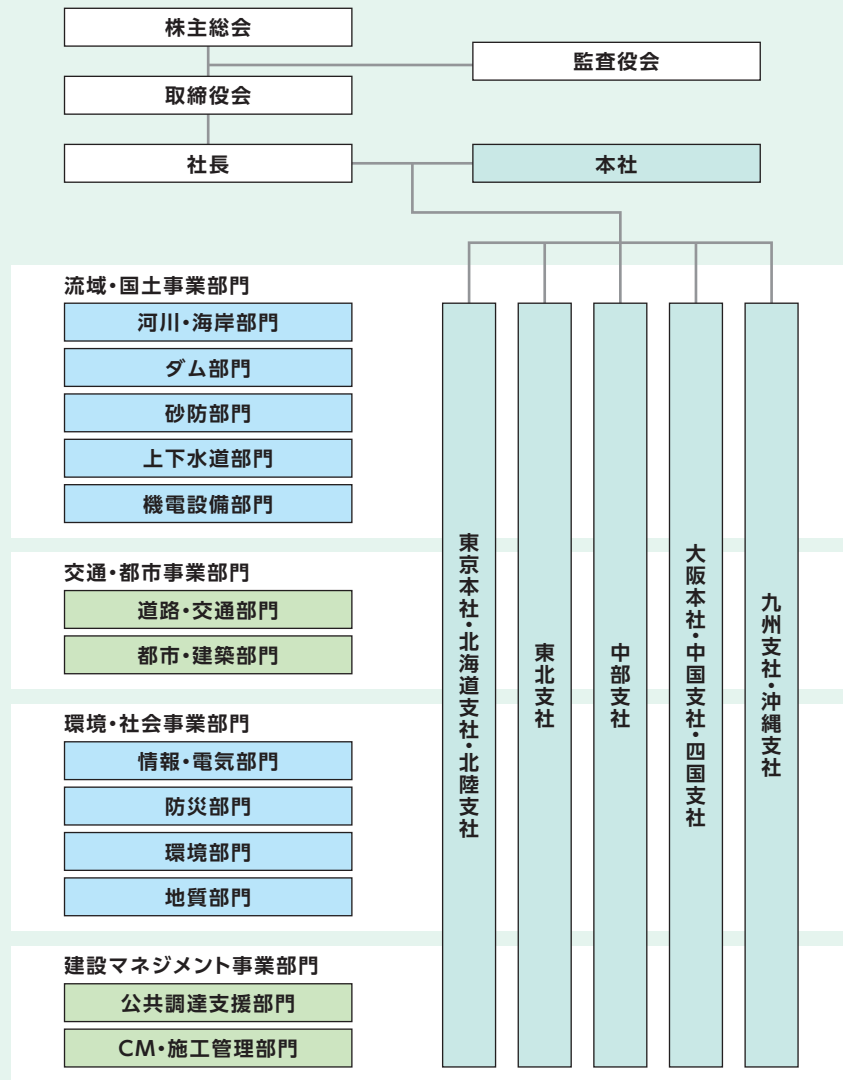 株主総会
監査役会
取締役会
社長
本社
流域・国土事業部門
河川・海岸部門
ダム部門
砂防部門
上下水道部門
機電設備部門
交通・都市事業部門
道路・交通部門
都市・建築部門
環境・社会事業部門
情報・電気部門
防災部門
環境部門
地質部門
建設マネジメント事業部門
公共調達支援部門
CM・施工管理部門
東京本社・北海道支社・北陸支社
東北支社
中部支社
大阪本社・中国支社・四国支社
九州支社・沖縄支社